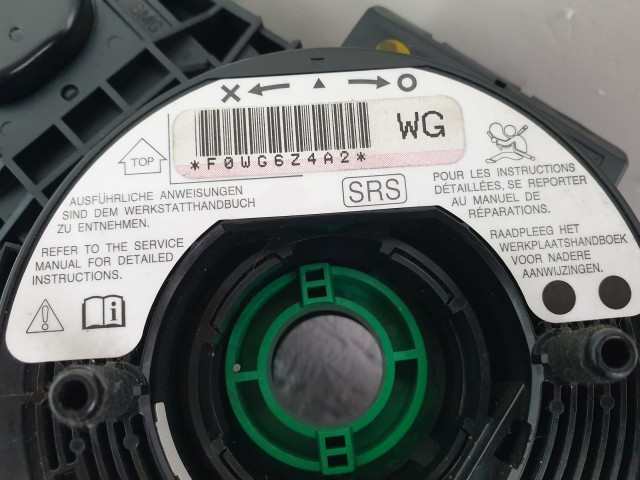 SMG
WG
*F0WG6Z4A2*
TOP
SRS
AUSFÜHRLICHE ANWEISUNGEN
SIND DEM WERKSTATTHANDBUCH
ZU ENTNEHMEN.
REFER TO THE SERVICE
MANUAL FOR DETAILED
INSTRUCTIONS.
POUR LES INSTRUCTIONS
DÉTAILLÉES, SE REPORTER
AU MANUEL DE
RÉPARATIONS.
RAADPLEEG HET
WERKPLAATSHANDBOEK
VOOR NADERE
AANWIJZINGEN.